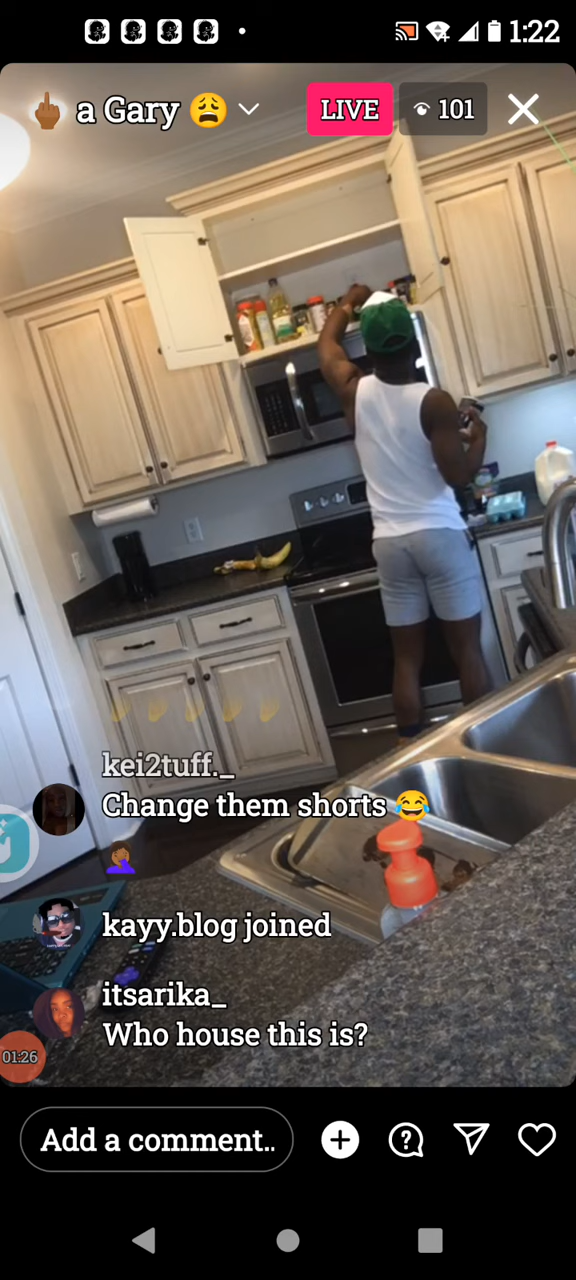 1:22
🖕🏾 a Gary 😩
LIVE
101
kei2tuff._
Change them shorts 😂
🤦🏾‍♀️
kayy.blog joined
itsarika_
Who house this is?
01:26
Add a comment..